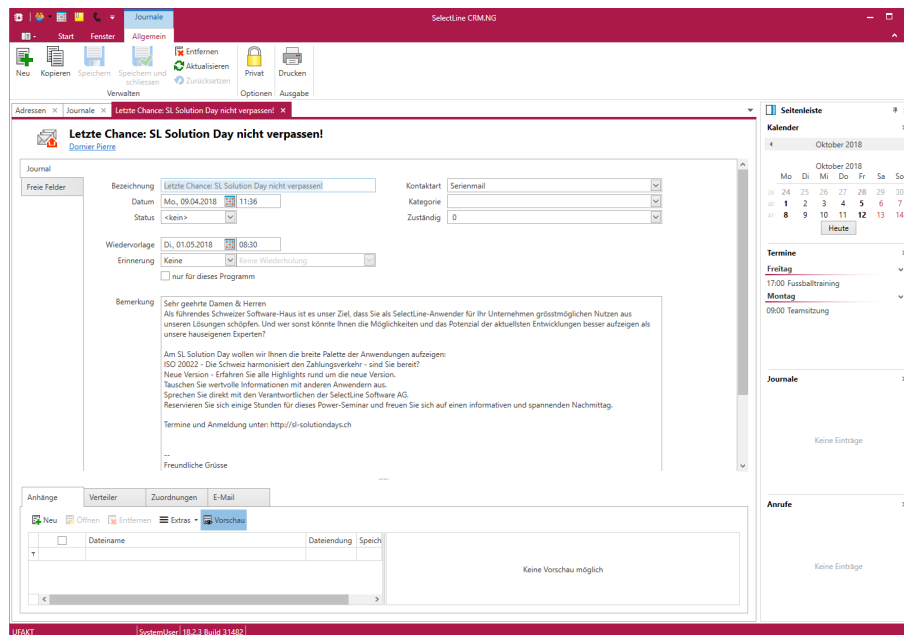 Journale
SelectLine CRM.NG
Start Fenster Allgemein
Neu Kopieren Speichern Speichern und schliessen
Entfernen
Aktualisieren
Zurücksetzen
Privat Drucken
Verwalten Optionen Ausgabe
Adressen Journale Letzte Chance: SL Solution Day nicht verpassen!
Letzte Chance: SL Solution Day nicht verpassen!
Dornier Pierre
Journal
Freie Felder
Bezeichnung Letzte Chance: SL Solution Day nicht verpassen! Kontaktart Serienmail
Datum Mo., 09.04.2018 11:36 Kategorie
Status <kein> Zuständig 0
Wiedervorlage Di., 01.05.2018 08:30
Erinnerung Keine Keine Wiederholung
nur für dieses Programm
Bemerkung Sehr geehrte Damen & Herren
Als führendes Schweizer Software-Haus ist es unser Ziel, dass Sie als SelectLine-Anwender für Ihr Unternehmen grösstmöglichen Nutzen aus
unseren Lösungen schöpfen. Und wer sonst könnte Ihnen die Möglichkeiten und das Potenzial der aktuellsten Entwicklungen besser aufzeigen als
unsere hauseigenen Experten?
Am SL Solution Day wollen wir Ihnen die breite Palette der Anwendungen aufzeigen:
ISO 20022 - Die Schweiz harmonisiert den Zahlungsverkehr - sind Sie bereit?
Neue Version - Erfahren Sie alle Highlights rund um die neue Version.
Tauschen Sie wertvolle Informationen mit anderen Anwendern aus.
Sprechen Sie direkt mit den Verantwortlichen der SelectLine Software AG.
Reservieren Sie sich einige Stunden für dieses Power-Seminar und freuen Sie sich auf einen informativen und spannenden Nachmittag.
Termine und Anmeldung unter: http://sl-solutiondays.ch
--
Freundliche Grüsse
Anhänge Verteiler Zuordnungen E-Mail
Neu Öffnen Entfernen Extras Vorschau
Dateiname Dateiendung Speich
Keine Vorschau möglich
Seitenleiste
Kalender
Oktober 2018
Oktober 2018
Mo Di Mi Do Fr Sa So
39 24 25 26 27 28 29 30
40 1 2 3 4 5 6 7
41 8 9 10 11 12 13 14
Heute
Termine
Freitag
17:00 Fussballtraining
Montag
09:00 Teamsitzung
Journale
Keine Einträge
Anrufe
Keine Einträge
UFAKT SystemUser 18.2.3 Build 31482